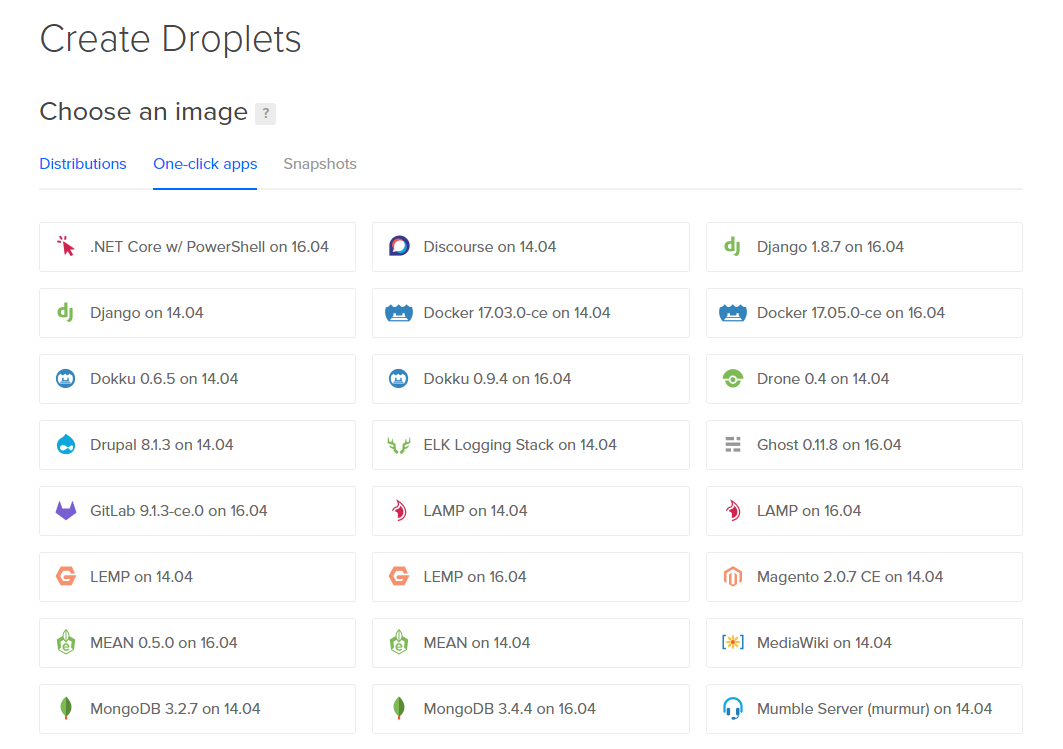 Create Droplets
Choose an image ?
Distributions One-click apps Snapshots
.NET Core w/ PowerShell on 16.04 Discourse on 14.04 Django 1.8.7 on 16.04
Django on 14.04 Docker 17.03.0-ce on 14.04 Docker 17.05.0-ce on 16.04
Dokku 0.6.5 on 14.04 Dokku 0.9.4 on 16.04 Drone 0.4 on 14.04
Drupal 8.1.3 on 14.04 ELK Logging Stack on 14.04 Ghost 0.11.8 on 16.04
GitLab 9.1.3-ce.0 on 16.04 LAMP on 14.04 LAMP on 16.04
LEMP on 14.04 LEMP on 16.04 Magento 2.0.7 CE on 14.04
MEAN 0.5.0 on 16.04 MEAN on 14.04 MediaWiki on 14.04
MongoDB 3.2.7 on 14.04 MongoDB 3.4.4 on 16.04 Mumble Server (murmur) on 14.04